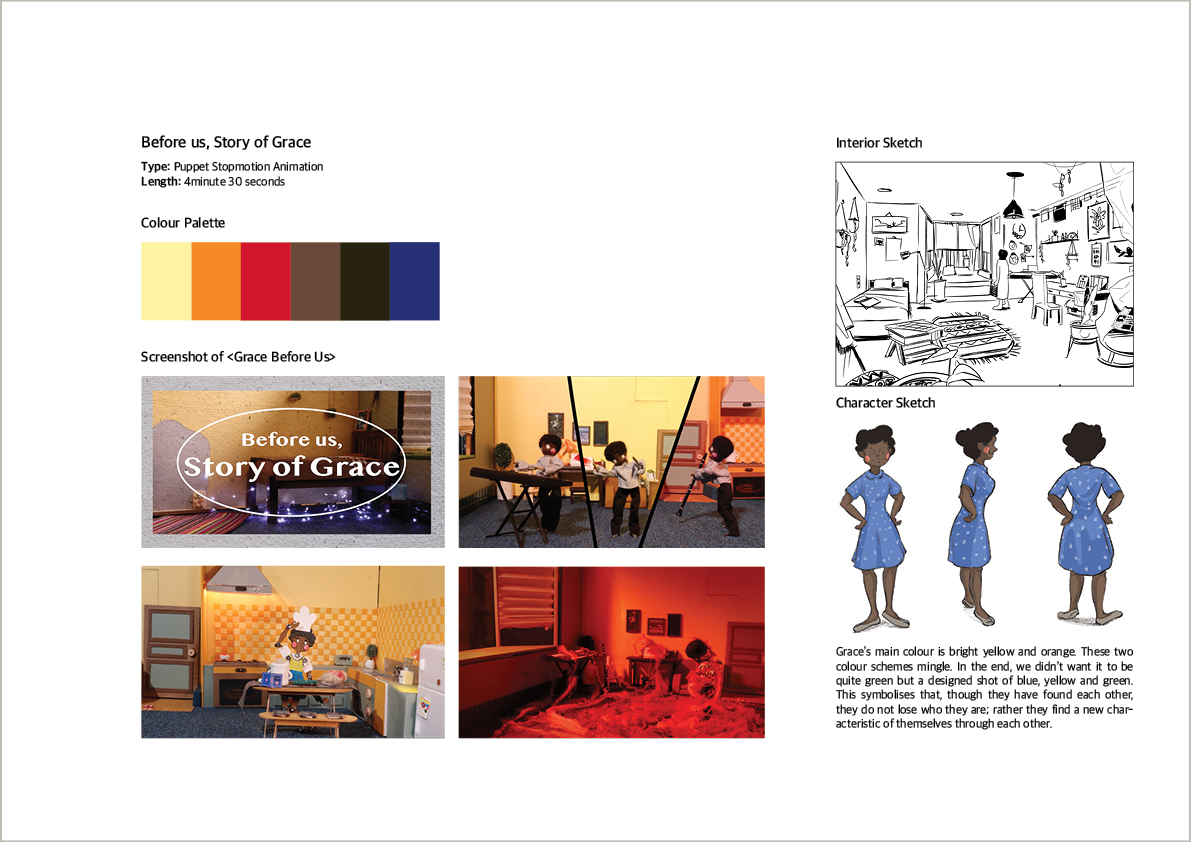 Before us, Story of Grace
Type: Puppet Stopmotion Animation
Length: 4minute 30 seconds
Colour Palette
Screenshot of <Grace Before Us>
Before us,
Story of Grace
Interior Sketch
Character Sketch
Grace's main colour is bright yellow and orange. These two
colour schemes mingle. In the end, we didn't want it to be
quite green but a designed shot of blue, yellow and green.
This symbolises that, though they have found each other,
they do not lose who they are; rather they find a new char-
acteristic of themselves through each other.